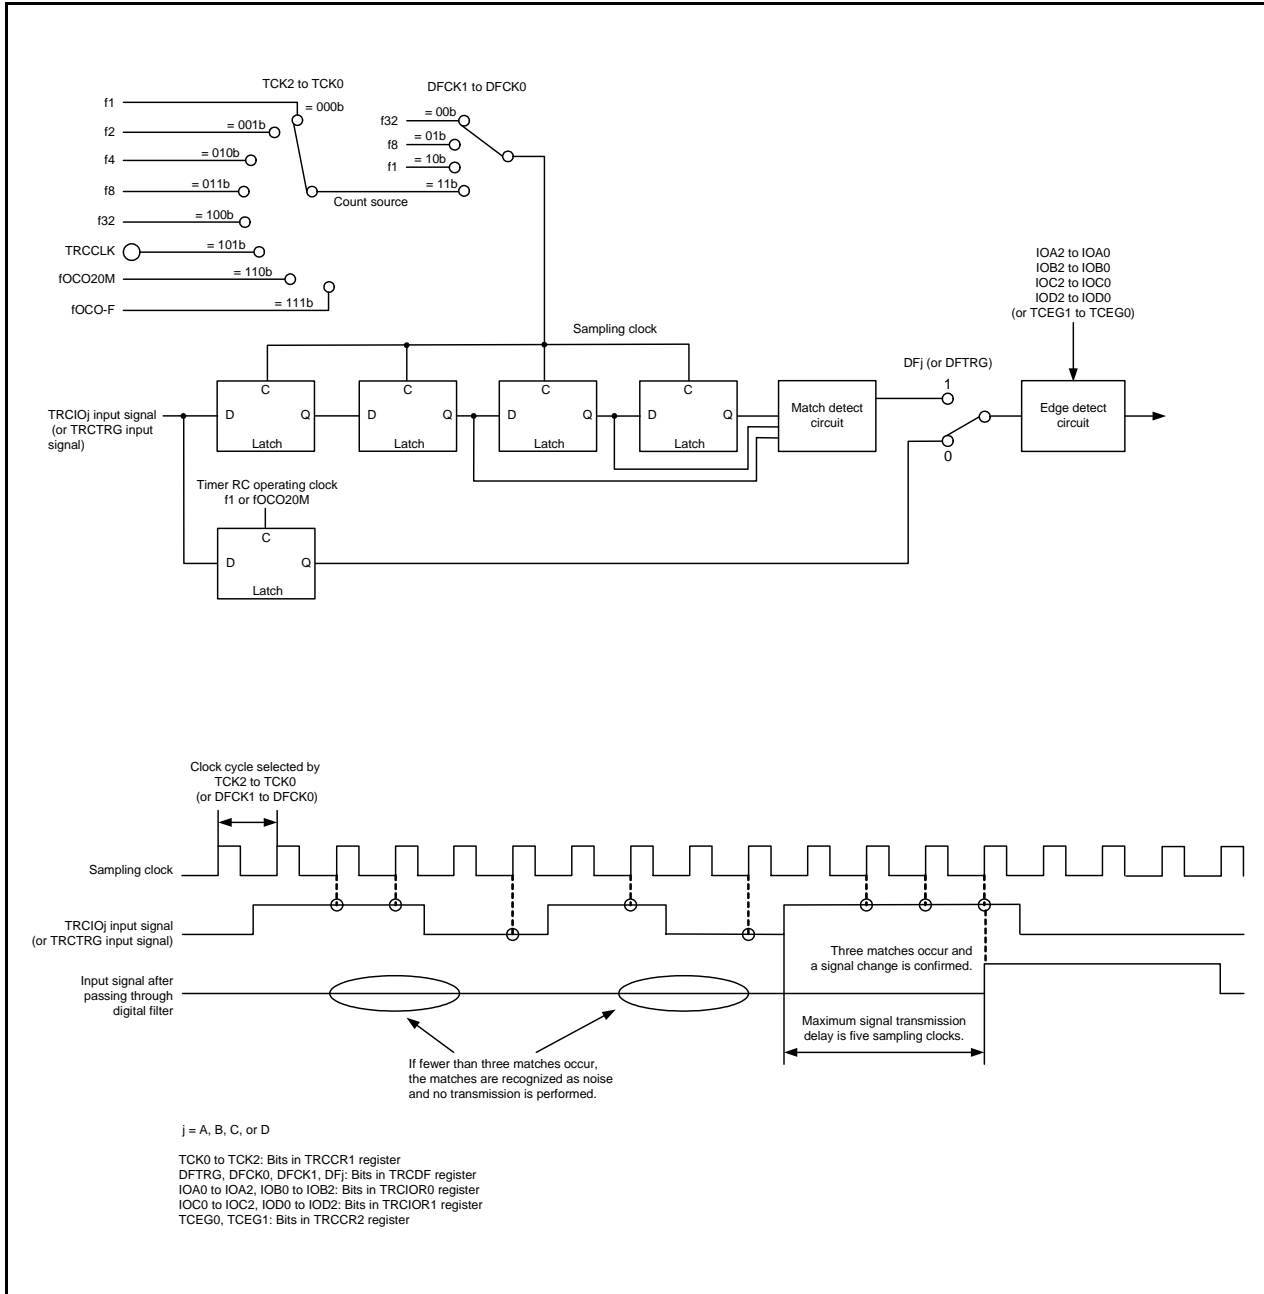 TCK2 to TCK0
DFCK1 to DFCK0
f1
= 000b
f2
= 001b
f4
= 010b
f8
= 011b
f32
= 100b
TRCCLK
= 101b
fOCO20M
= 110b
fOCO-F
= 111b
Count source
f32
= 00b
f8
= 01b
f1
= 10b
= 11b
Sampling clock
IOA2 to IOA0
IOB2 to IOB0
IOC2 to IOC0
IOD2 to IOD0
(or TCEG1 to TCEG0)
TRCIOj input signal
(or TRCTRG input
signal)
C
D
Q
Latch
C
D
Q
Latch
C
D
Q
Latch
C
D
Q
Latch
Match detect
circuit
DFj (or DFTRG)
1
0
Edge detect
circuit
Timer RC operating clock
f1 or fOCO20M
C
D
Q
Latch
Clock cycle selected by
TCK2 to TCK0
(or DFCK1 to DFCK0)
Sampling clock
TRCIOj input signal
(or TRCTRG input signal)
Three matches occur and
a signal change is confirmed.
Input signal after
passing through
digital filter
Maximum signal transmission
delay is five sampling clocks.
If fewer than three matches occur,
the matches are recognized as noise
and no transmission is performed.
j = A, B, C, or D
TCK0 to TCK2: Bits in TRCCR1 register
DFTRG, DFCK0, DFCK1, DFj: Bits in TRCDF register
IOA0 to IOA2, IOB0 to IOB2: Bits in TRCIOR0 register
IOC0 to IOC2, IOD0 to IOD2: Bits in TRCIOR1 register
TCEG0, TCEG1: Bits in TRCCR2 register